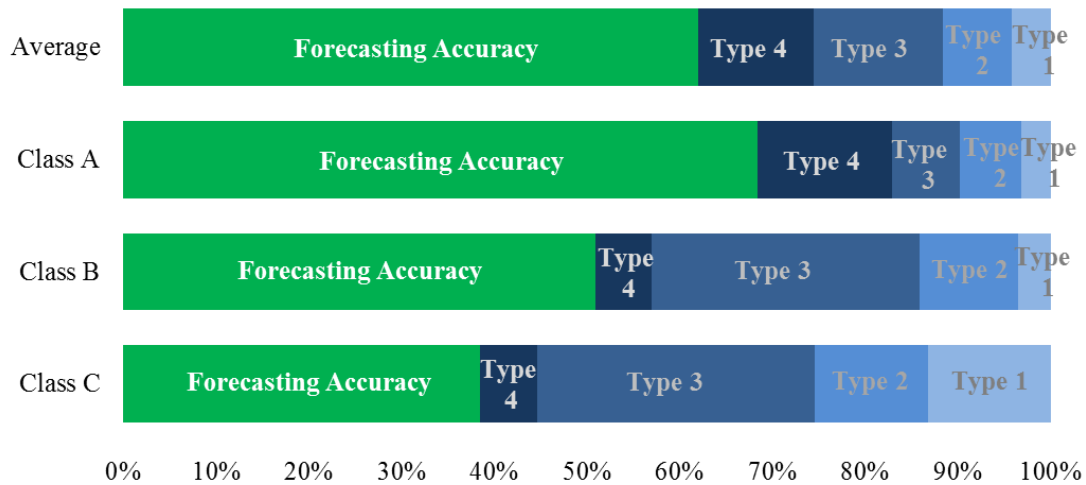 Average
Forecasting Accuracy
Type 4
Type 3
Type
2
Type
1
Class A
Forecasting Accuracy
Type 4
Type
3
Type
2
Type
1
Class B
Forecasting Accuracy
Type
4
Type 3
Type 2
Type
1
Class C
Forecasting Accuracy
Type
4
Type 3
Type 2
Type 1
0% 10% 20% 30% 40% 50% 60% 70% 80% 90% 100%